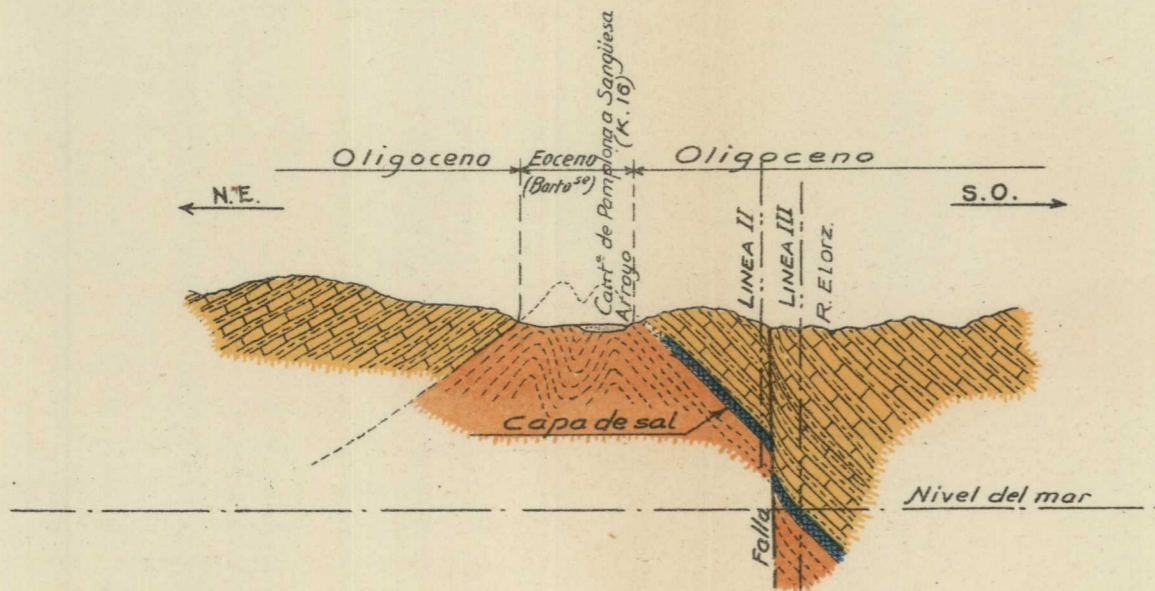 Oligoceno
Eoceno
(Barto.se)
Carrt.ª de Pamplona a Sangüesa
(K. 16)
Arroyo
Oligoceno
N.E.
S.O.
LINEA II
LINEA III
R. Elorz.
Capa de sal
Nivel del mar
Falla